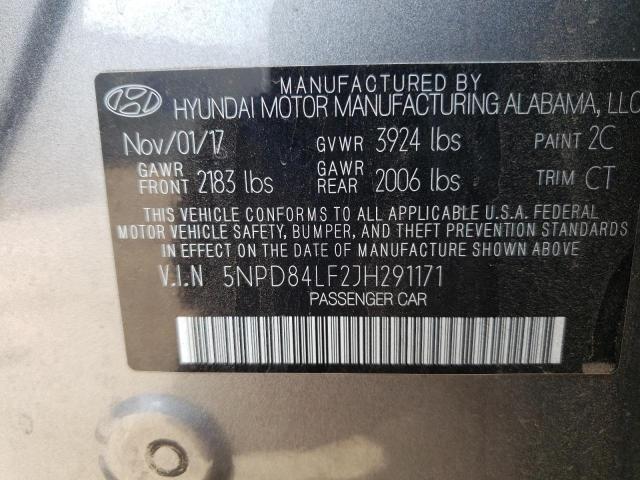 MANUFACTURED BY
HYUNDAI MOTOR MANUFACTURING ALABAMA, LLC
Nov/01/17 GVWR 3924 lbs PAINT 2C
GAWR FRONT 2183 lbs GAWR REAR 2006 lbs TRIM CT
THIS VEHICLE CONFORMS TO ALL APPLICABLE U.S.A. FEDERAL
MOTOR VEHICLE SAFETY, BUMPER, AND THEFT PREVENTION STANDARDS
IN EFFECT ON THE DATE OF MANUFACTURE SHOWN ABOVE
V.I.N 5NPD84LF2JH291171
PASSENGER CAR